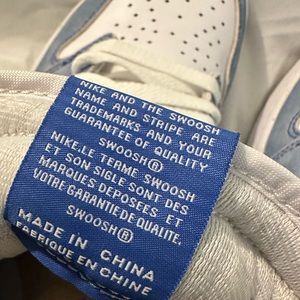 NIKE AND THE SWOOSH
NAME AND STRIPE ARE
TRADEMARKS AND YOUR
GUARANTEE OF QUALITY
SWOOSH®
NIKE.LE TERME SWOOSH
ET SON SIGLE SONT DES
MARQUES DEPOSEES ET
VOTRE GARANTIE DE QUALITE
SWOOSH®
MADE IN CHINA
FABRIQUE EN CHINE